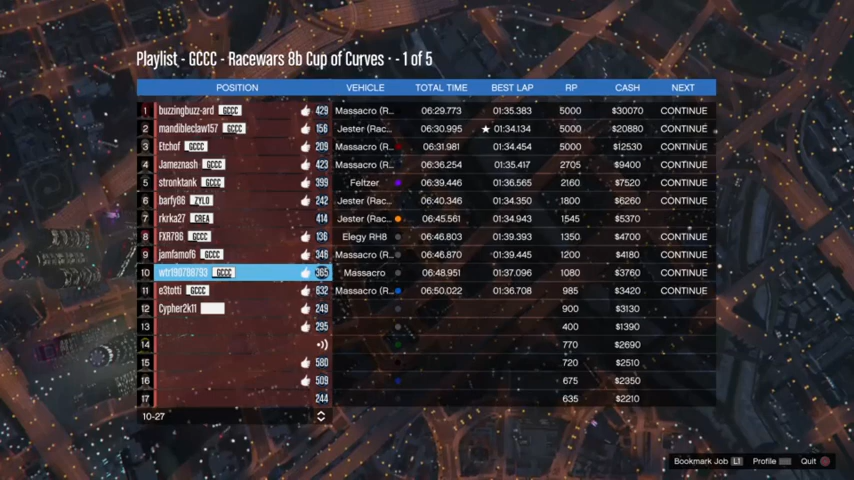 Playlist - GCCC - Racewars 8b Cup of Curves - - 1 of 5
POSITION VEHICLE TOTAL TIME BEST LAP RP CASH NEXT
1 buzzingbuzz-ard GCCC 429 Massacro (R... 06:29.773 01:35.383 5000 $30070 CONTINUE
2 mandibleclaw157 GCCC 156 Jester (Rac... 06:30.995 01:34.134 5000 $20880 CONTINUE
3 Etchof GCCC 209 Massacro (R... 06:31.981 01:34.454 5000 $12530 CONTINUE
4 Jameznash GCCC 423 Massacro (R... 06:36.254 01:35.417 2705 $9400 CONTINUE
5 stronktank GCCC 399 Feltzer 06:39.446 01:36.565 2160 $7520 CONTINUE
6 barfy86 ZYLO 242 Jester (Rac... 06:40.346 01:34.350 1800 $6260 CONTINUE
7 rkrka27 CREA 414 Jester (Rac... 06:45.561 01:34.943 1545 $5370
8 FXR786 GCCC 136 Elegy RH8 06:46.803 01:39.393 1350 $4700 CONTINUE
9 jamfamof6 GCCC 346 Massacro (R... 06:46.870 01:39.445 1200 $4180 CONTINUE
10 wtr190788793 GCCC 365 Massacro 06:48.951 01:37.096 1080 $3760 CONTINUE
11 e3totti GCCC 632 Massacro (R... 06:50.022 01:36.708 985 $3420 CONTINUE
12 Cypher2k11 249 900 $3130
13 295 400 $1390
14 770 $2690
15 580 720 $2510
16 509 675 $2350
17 244 635 $2210
10-27
Bookmark Job L1 Profile Quit